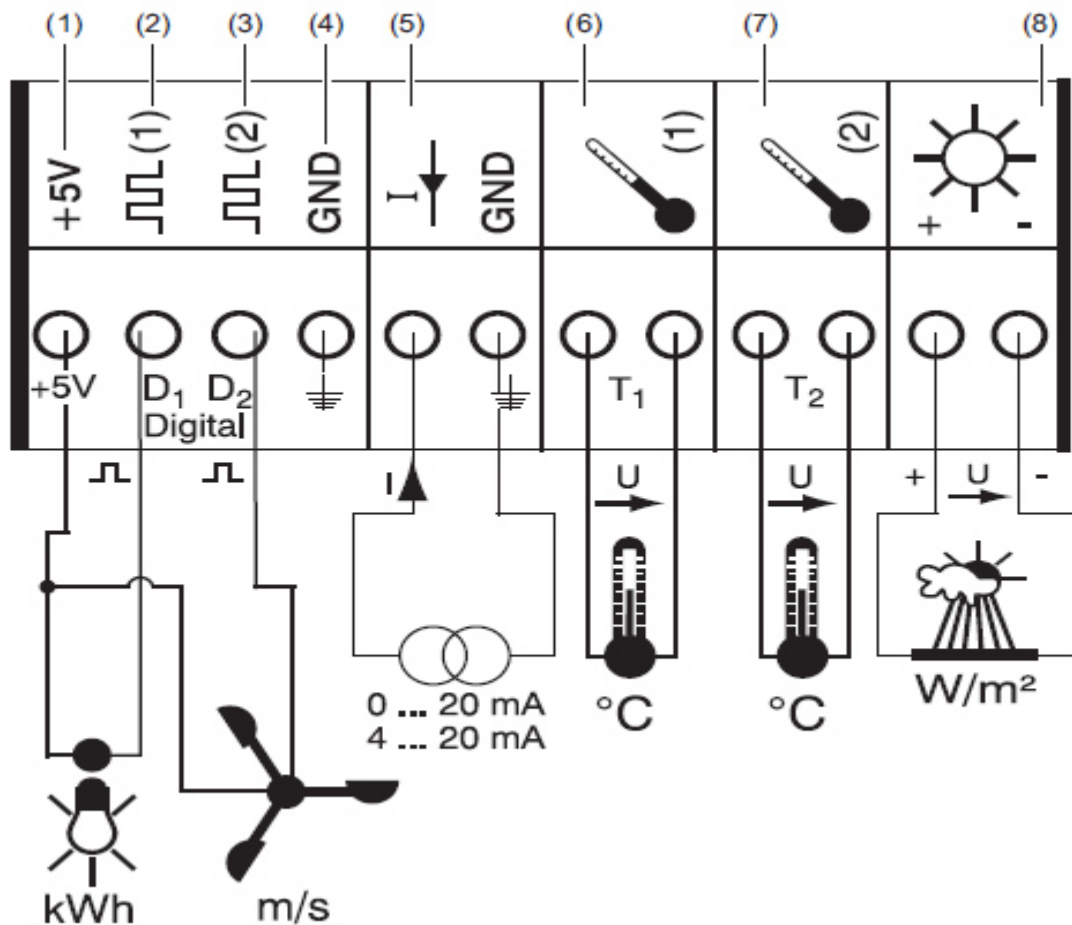 (1) (2) (3) (4) (5) (6) (7) (8)
+5V (1) (2) GND I GND (1) (2) + -
+5V D₁ D₂ T₁ T₂
Digital
I U U + U -
0 ... 20 mA °C °C W/m²
4 ... 20 mA
kWh m/s